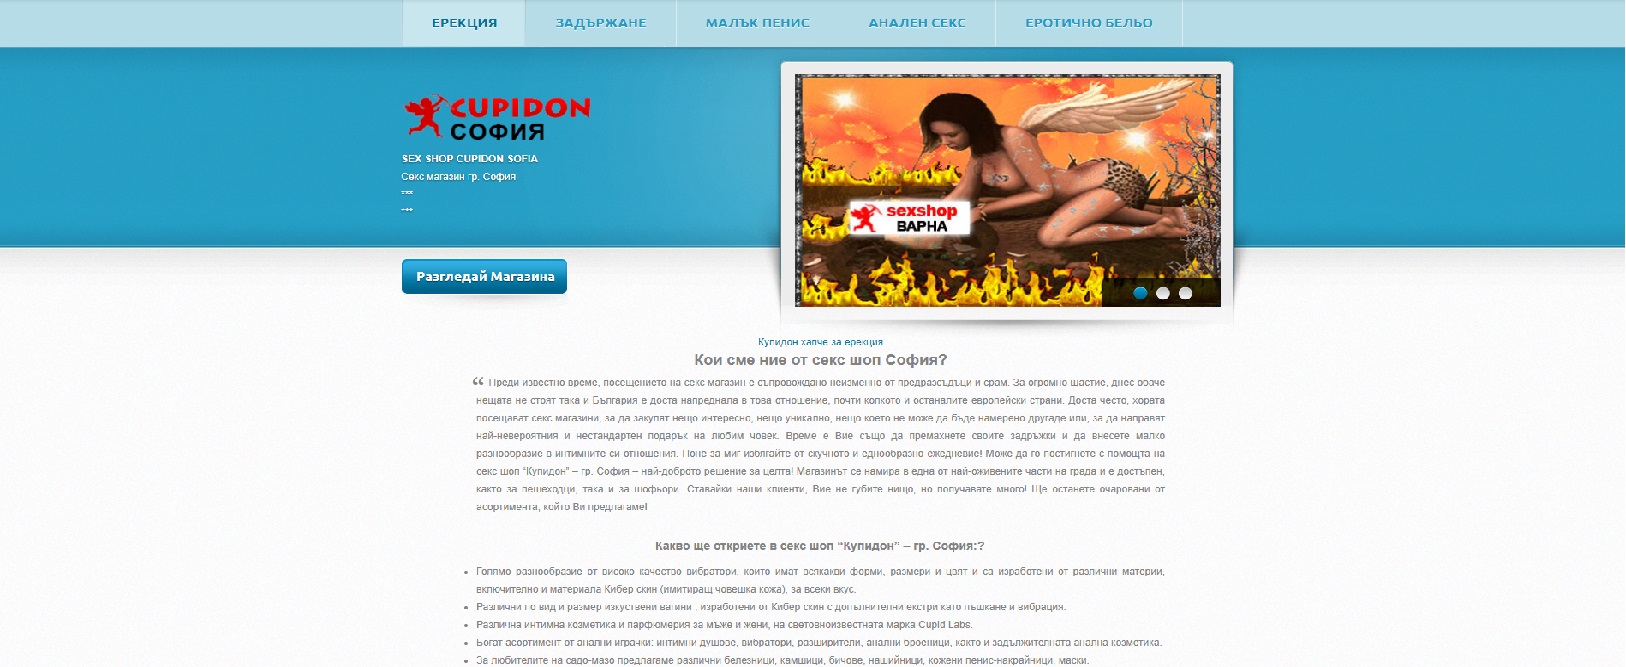 ЕРЕКЦИЯ
ЗАДЪРЖАНЕ
МАЛЪК ПЕНИС
АНАЛЕН СЕКС
ЕРОТИЧНО БЕЛЬО
CUPIDON
СОФИЯ
SEX SHOP CUPIDON SOFIA
Секс магазин гр. София
***
---
sexshop
ВАРНА
Разгледай Магазина
Купидон хапче за ерекция
Кои сме ние от секс шоп София?
“ Преди известно време, посещението на секс магазин е съпровождано неизменно от предразсъдъци и срам. За огромно щастие, днес обаче
нещата не стоят така и България е доста напреднала в това отношение, почти колкото и останалите европейски страни. Доста често, хората
посещават секс магазини, за да закупят нещо интересно, нещо уникално, нещо което не може да бъде намерено другаде или, за да направят
най-невероятния и нестандартен подарък на любим човек. Време е Вие също да премахнете своите задръжки и да внесете малко
разнообразие в интимните си отношения. Поне за миг избягайте от скучното и еднообразно ежедневие! Може да го постигнете с помощта на
секс шоп “Купидон” – гр. София – най-доброто решение за целта! Магазинът се намира в една от най-оживените части на града и е достъпен,
както за пешеходци, така и за шофьори. Ставайки наши клиенти, Вие не губите нищо, но получавате много! Ще останете очаровани от
асортимента, който Ви предлагаме!
Какво ще откриете в секс шоп “Купидон” – гр. София:?
Голямо разнообразие от високо качество вибратори, които имат всякакви форми, размери и цвят и са изработени от различни материи,
включително и материала Кибер скин (имитиращ човешка кожа), за всеки вкус.
Различни по вид и размер изкуствени вагини , изработени от Кибер скин с допълнителни екстри като пъшкане и вибрация.
Различна интимна козметика и парфюмерия за мъже и жени, на световноизвестната марка Cupid Labs.
Богат асортимент от анални играчки: интимни душове, вибратори, разширители, анални броеници, както и задължителната анална козметика.
За любителите на садо-мазо предлагаме различни белезници, камшици, бичове, нашийници, кожени пенис-накрайници, маски.